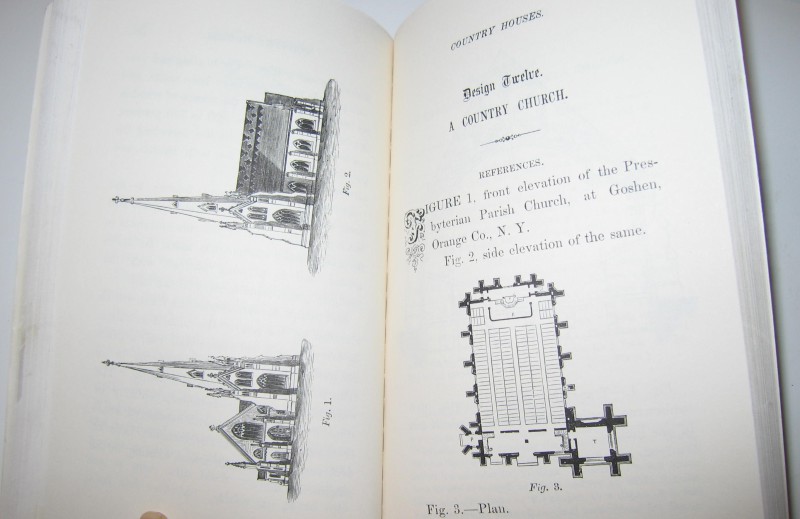 Fig. 2.
Fig. 1.
COUNTRY HOUSES.
Design Twelve.
A COUNTRY CHURCH.
REFERENCES.
FIGURE 1, front elevation of the Pres-
byterian Parish Church, at Goshen,
Orange Co., N. Y.
Fig. 2, side elevation of the same.
Fig. 3.
Fig. 3.—Plan.